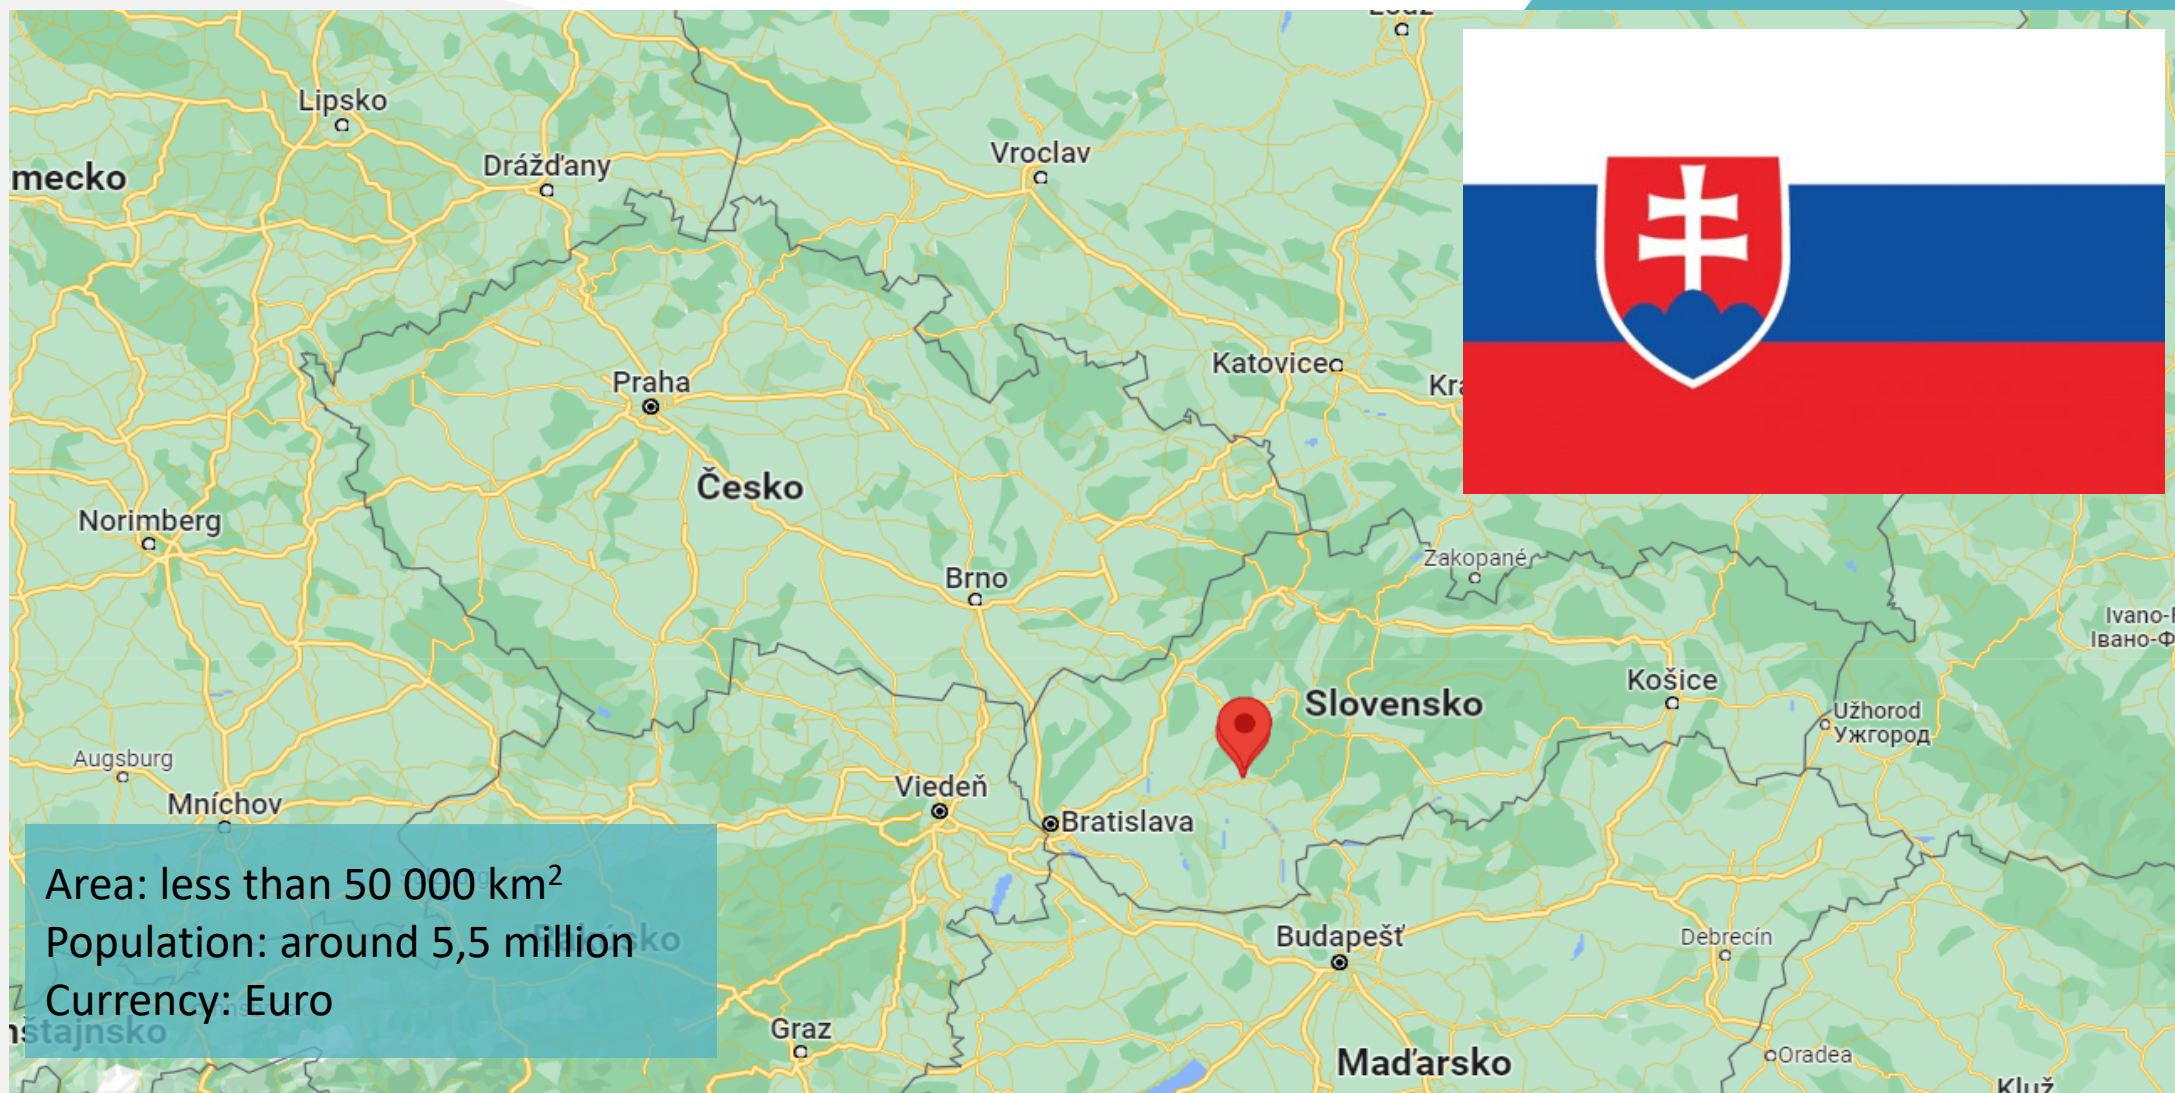 Lipsko
Drážďany
Vroclav
mecko
Katovice
Praha
Česko
Norimberg
Brno
Zakopané
Ivano-
Івано-Ф
Košice
Slovensko
Užhorod
Ужгород
Augsburg
Mníchov
Viedeň
Bratislava
Area: less than 50 000 km²
Population: around 5,5 million
Currency: Euro
Budapešť
Debrecín
Graz
Oradea
Maďarsko
Kluž